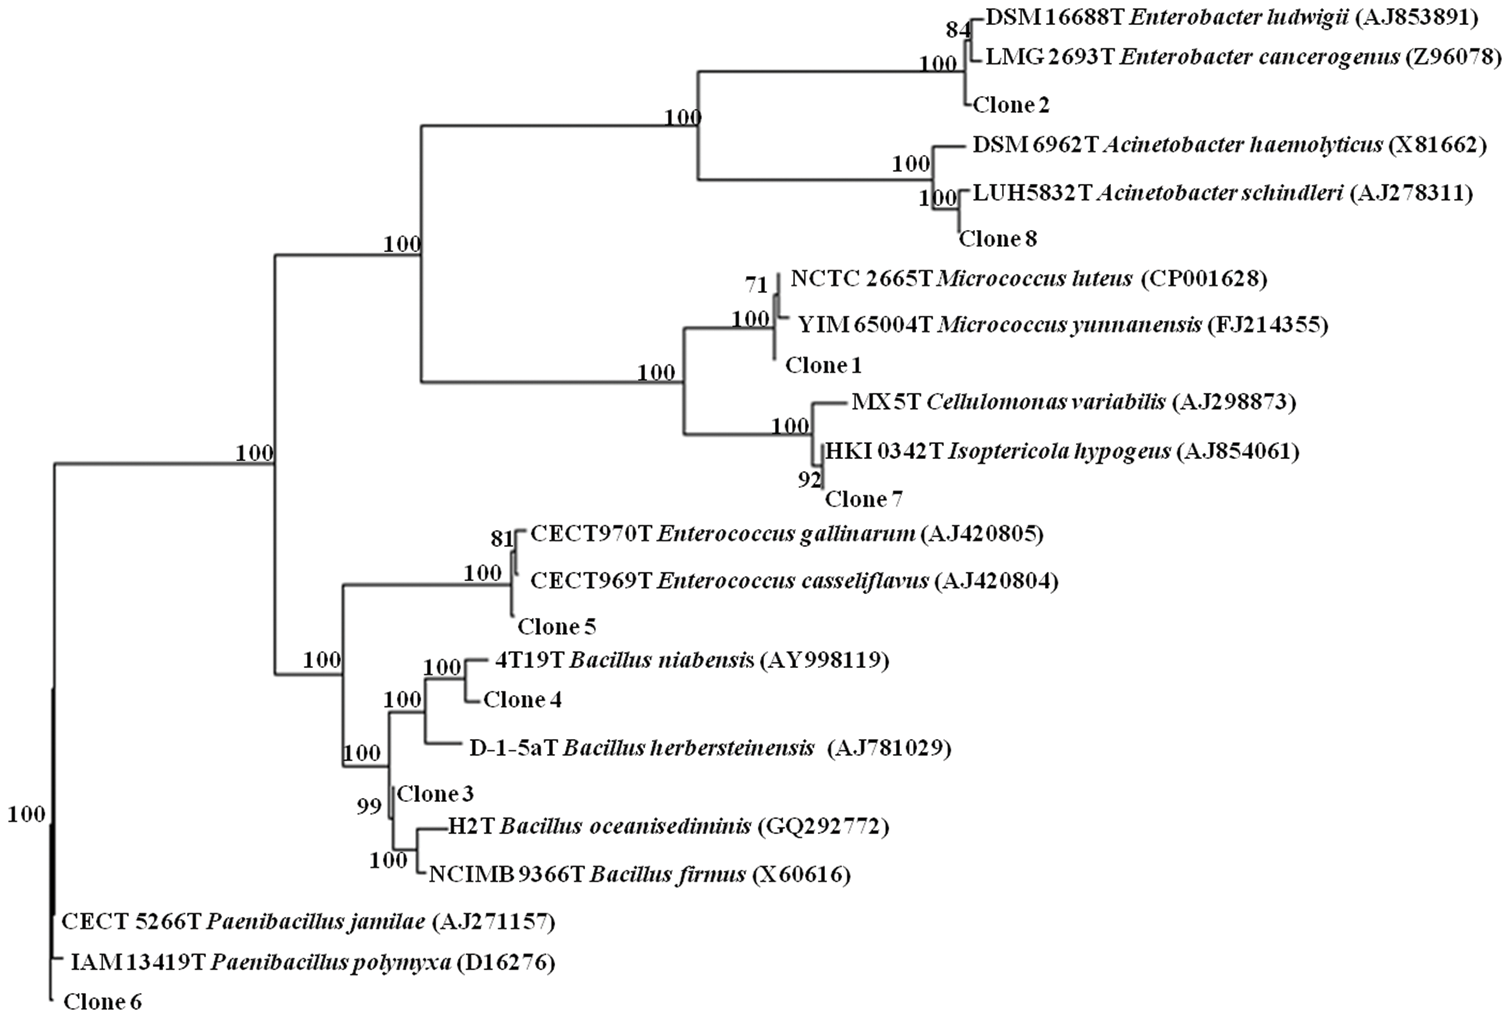 84
DSM 16688T Enterobacter ludwigii (AJ853891)
LMG 2693T Enterobacter cancerogenus (Z96078)
100
Clone 2
100
DSM 6962T Acinetobacter haemolyticus (X81662)
100
LUH5832T Acinetobacter schindleri (AJ278311)
100
Clone 8
100
NCTC 2665T Micrococcus luteus (CP001628)
71
YIM 65004T Micrococcus yunnanensis (FJ214355)
100
Clone 1
100
MX5T Cellulomonas variabilis (AJ298873)
100
HKI 0342T Isoptericola hypogeus (AJ854061)
100
92
Clone 7
CECT970T Enterococcus gallinarum (AJ420805)
81
CECT969T Enterococcus casseliflavus (AJ420804)
100
Clone 5
100
4T19T Bacillus niabensis (AY998119)
100
Clone 4
100
D-1-5aT Bacillus herbersteinensis (AJ781029)
100
Clone 3
99
H2T Bacillus oceanisediminis (GQ292772)
100
NCIMB 9366T Bacillus firmus (X60616)
100
CECT 5266T Paenibacillus jamilae (AJ271157)
IAM 13419T Paenibacillus polymyxa (D16276)
Clone 6